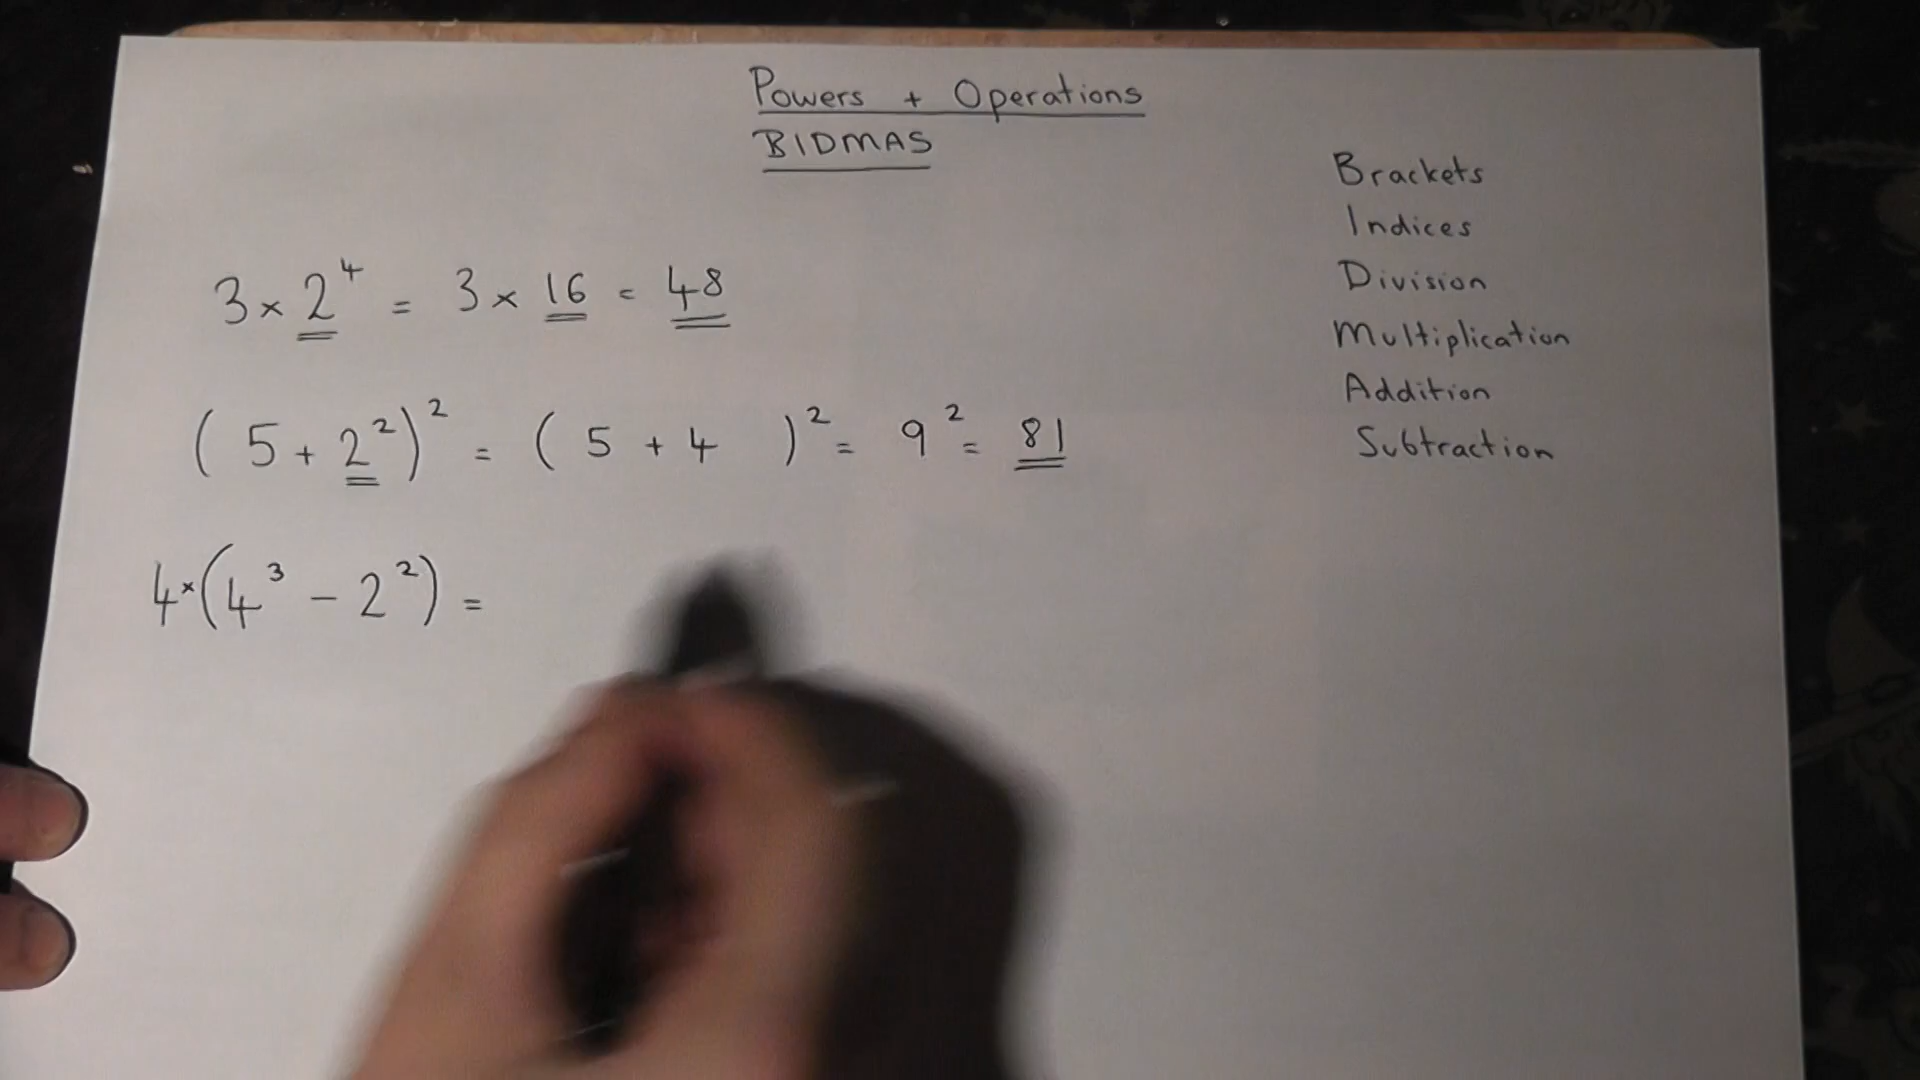 Powers + Operations
BIDMAS
Brackets
Indices
Division
Multiplication
Addition
Subtraction
3 × 2⁴ = 3 × 16 = 48
(5 + 2²)² = (5 + 4 )² = 9² = 81
4×(4³ - 2²) =